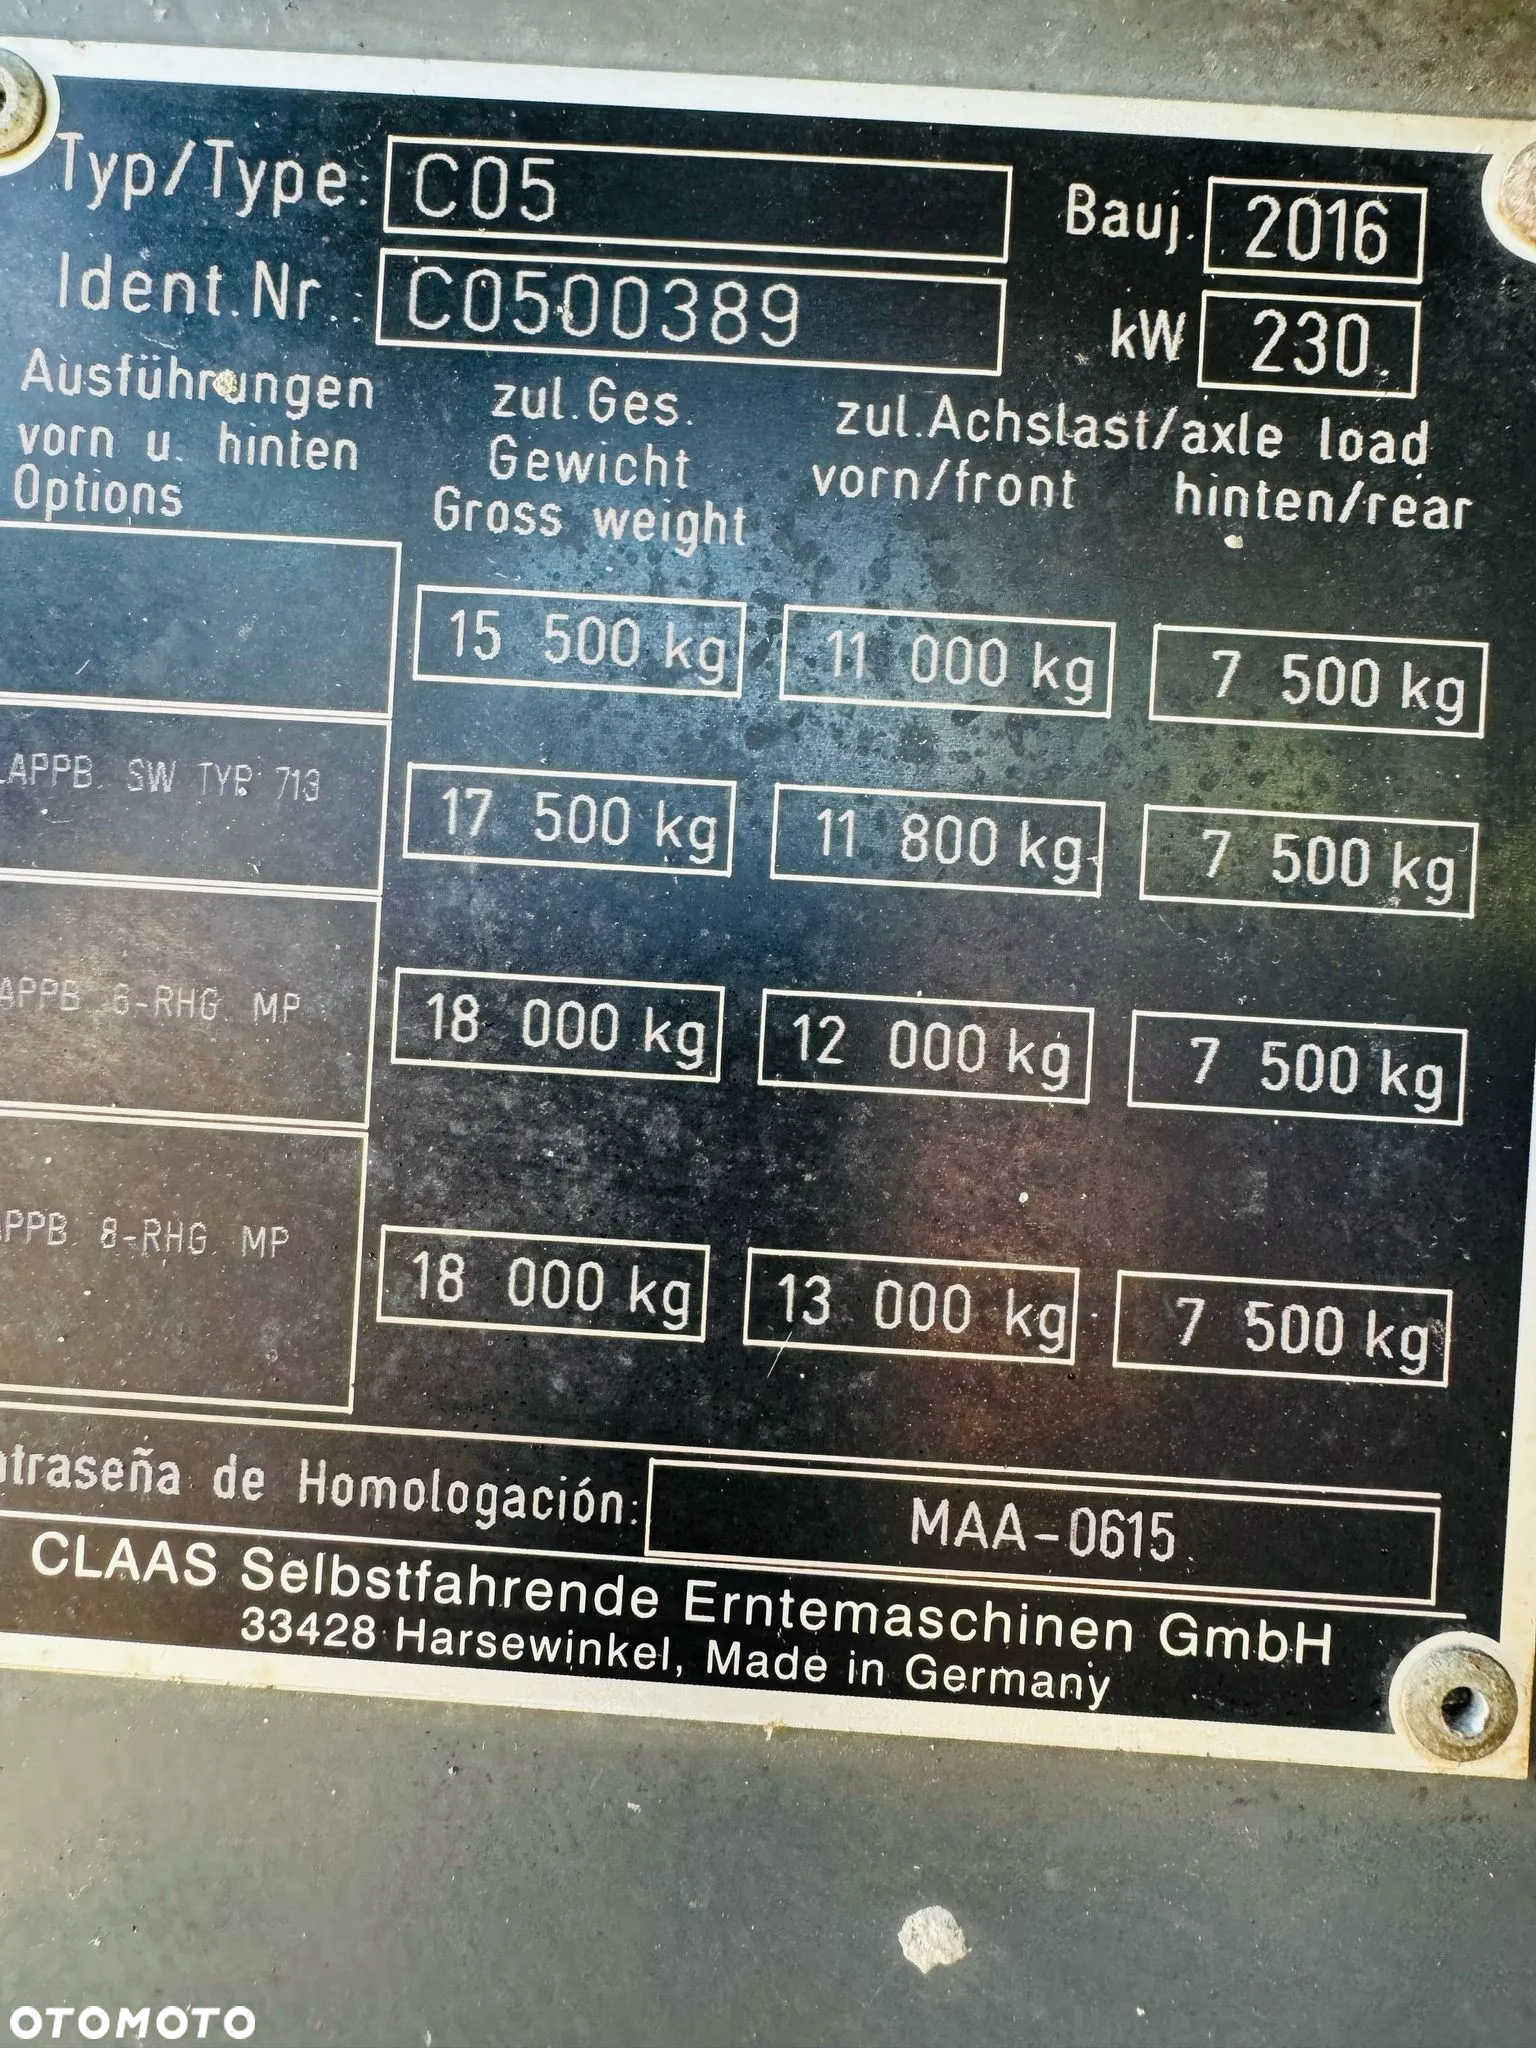 Typ/Type: C05 Bauj. 2016
Ident.Nr.: C0500389 kW 230
Ausführungen vorn u. hinten Options
zul.Ges. Gewicht Gross weight
zul.Achslast/axle load
vorn/front hinten/rear
15 500 kg 11 000 kg 7 500 kg
LAPPB. SW TYP 713 17 500 kg 11 800 kg 7 500 kg
APPB 8-RHG. MP 18 000 kg 12 000 kg 7 500 kg
APPB. 8-RHG. MP 18 000 kg 13 000 kg 7 500 kg
ntraseña de Homologación: MAA-0615
CLAAS Selbstfahrende Erntemaschinen GmbH
33428 Harsewinkel, Made in Germany
OTOMOTO